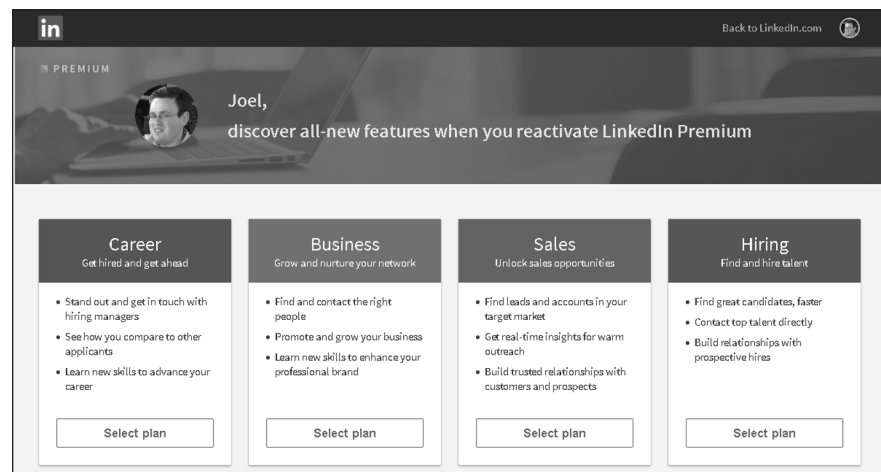 in
Back to LinkedIn.com
PREMIUM
Joel,
discover all-new features when you reactivate LinkedIn Premium
Career
Get hired and get ahead
• Stand out and get in touch with
hiring managers
• See how you compare to other
applicants
• Learn new skills to advance your
career
Select plan
Business
Grow and nurture your network
• Find and contact the right
people
• Promote and grow your business
• Learn new skills to enhance your
professional brand
Select plan
Sales
Unlock sales opportunities
• Find leads and accounts in your
target market
• Get real-time insights for warm
outreach
• Build trusted relationships with
customers and prospects
Select plan
Hiring
Find and hire talent
• Find great candidates, faster
• Contact top talent directly
• Build relationships with
prospective hires
Select plan